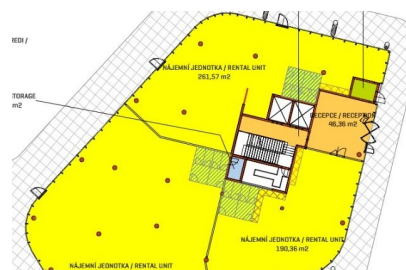 REDI /
NÁJEMNÍ JEDNOTKA / RENTAL UNIT
261,57 m2
TORAGE
m2
RECEPCE / RECEPTION
46,36 m2
NÁJEMNÍ JEDNOTKA / RENTAL UNIT
190,36 m2
NÁJEMNÍ JEDNOTKA / RENTAL UNIT